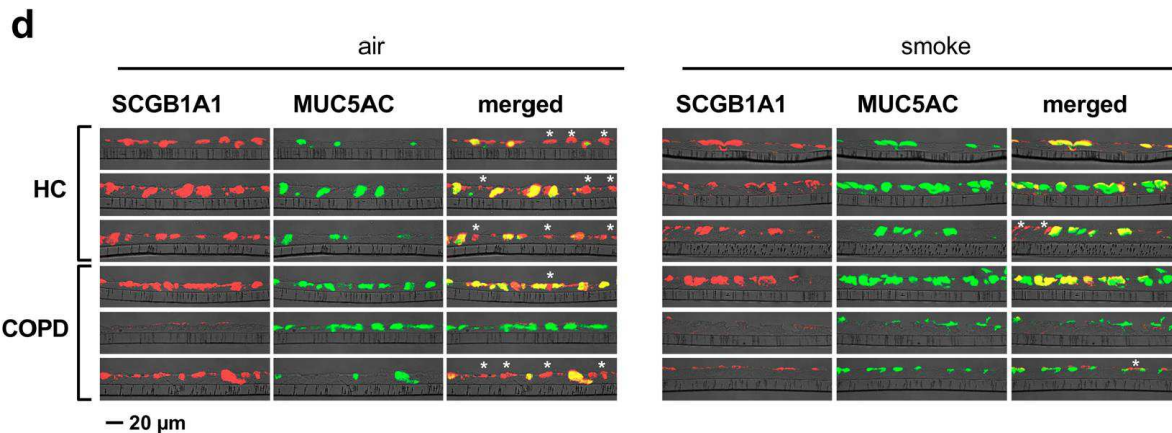 d
air smoke
SCGB1A1 MUC5AC merged SCGB1A1 MUC5AC merged
* * *
HC
* * *
* * * * *
*
COPD
* * * * *
20 µm